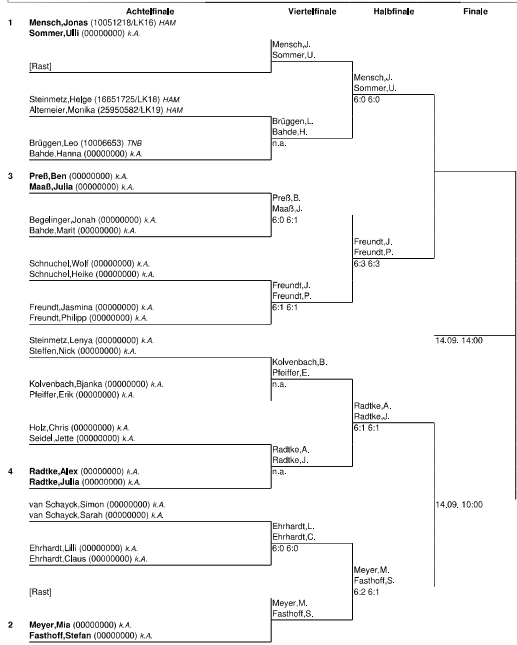 Achtelfinale Viertelfinale Halbfinale Finale
1 Mensch,Jonas (10051218/LK16) HAM
Sommer,Ulli (00000000) k.A.
Mensch,J.
Sommer,U.
[Rast]
Mensch,J.
Sommer,U.
6:0 6:0
Steinmetz,Helge (16651725/LK18) HAM
Altemeier,Monika (25950582/LK19) HAM
Brüggen,L.
Bahde,H.
n.a.
Brüggen,Leo (10006653) TNB
Bahde,Hanna (00000000) k.A.
3 Preß,Ben (00000000) k.A.
Maaß,Julia (00000000) k.A.
Preß,B.
Maaß,J.
6:0 6:1
Begelinger,Jonah (00000000) k.A.
Bahde,Marit (00000000) k.A.
Freundt,J.
Freundt,P.
6:3 6:3
Schnuchel,Wolf (00000000) k.A.
Schnuchel,Heike (00000000) k.A.
Freundt,J.
Freundt,P.
6:1 6:1
Freundt,Jasmina (00000000) k.A.
Freundt,Philipp (00000000) k.A.
14.09. 14:00
Steinmetz,Lenya (00000000) k.A.
Steffen,Nick (00000000) k.A.
Kolvenbach,B.
Pfeiffer,E.
n.a.
Kolvenbach,Bjanka (00000000) k.A.
Pfeiffer,Erik (00000000) k.A.
Radtke,A.
Radtke,J.
6:1 6:1
Holz,Chris (00000000) k.A.
Seidel,Jette (00000000) k.A.
Radtke,A.
Radtke,J.
n.a.
4 Radtke,Alex (00000000) k.A.
Radtke,Julia (00000000) k.A.
14.09. 10:00
van Schayck,Simon (00000000) k.A.
van Schayck,Sarah (00000000) k.A.
Ehrhardt,L.
Ehrhardt,C.
6:0 6:0
Ehrhardt,Lilli (00000000) k.A.
Ehrhardt,Claus (00000000) k.A.
Meyer,M.
Fasthoff,S.
6:2 6:1
[Rast]
Meyer,M.
Fasthoff,S.
2 Meyer,Mia (00000000) k.A.
Fasthoff,Stefan (00000000) k.A.